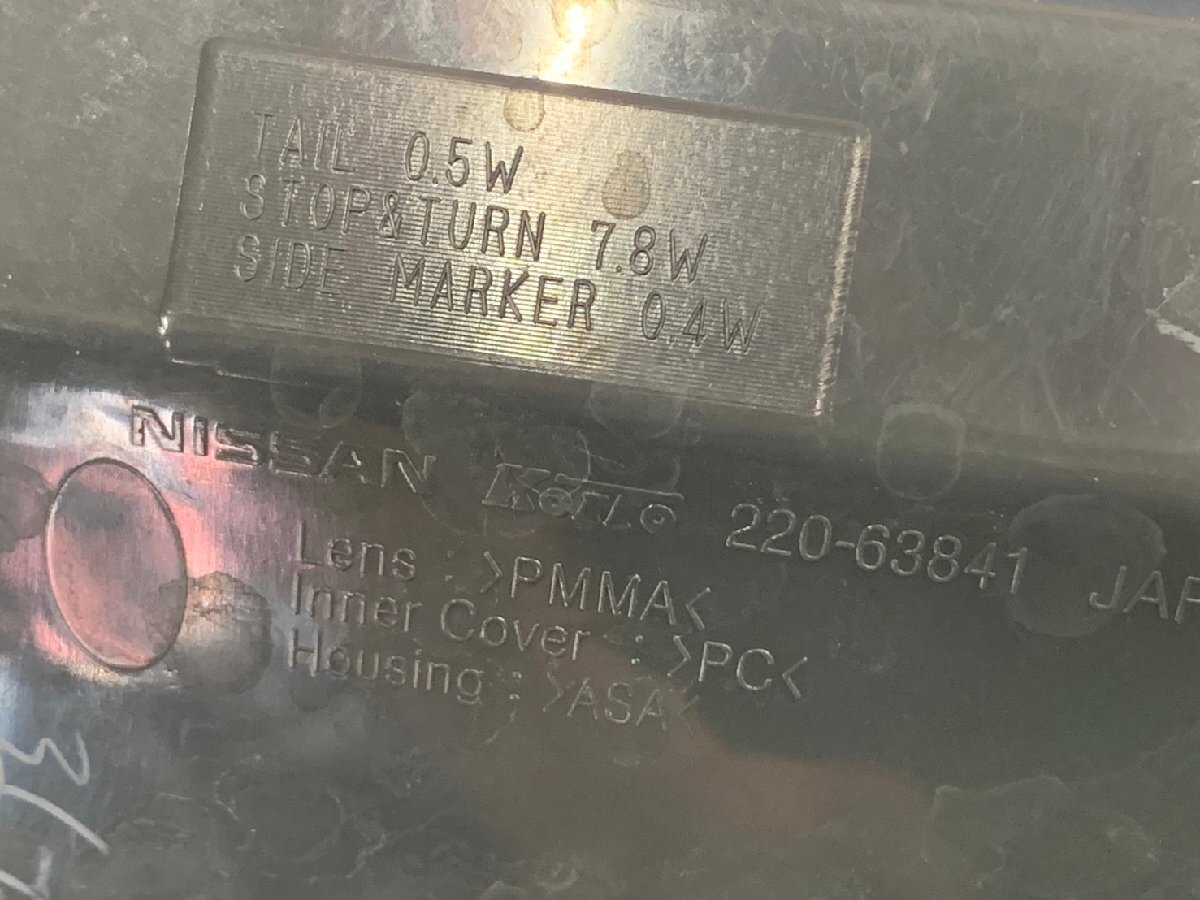 TAIL 0.5W
STOP&TURN 7.8W
SIDE MARKER 0.4W
NISSAN KOITO 220-63841
Lens : >PMMA<
Inner Cover : >PC<
Housing : >ASA<